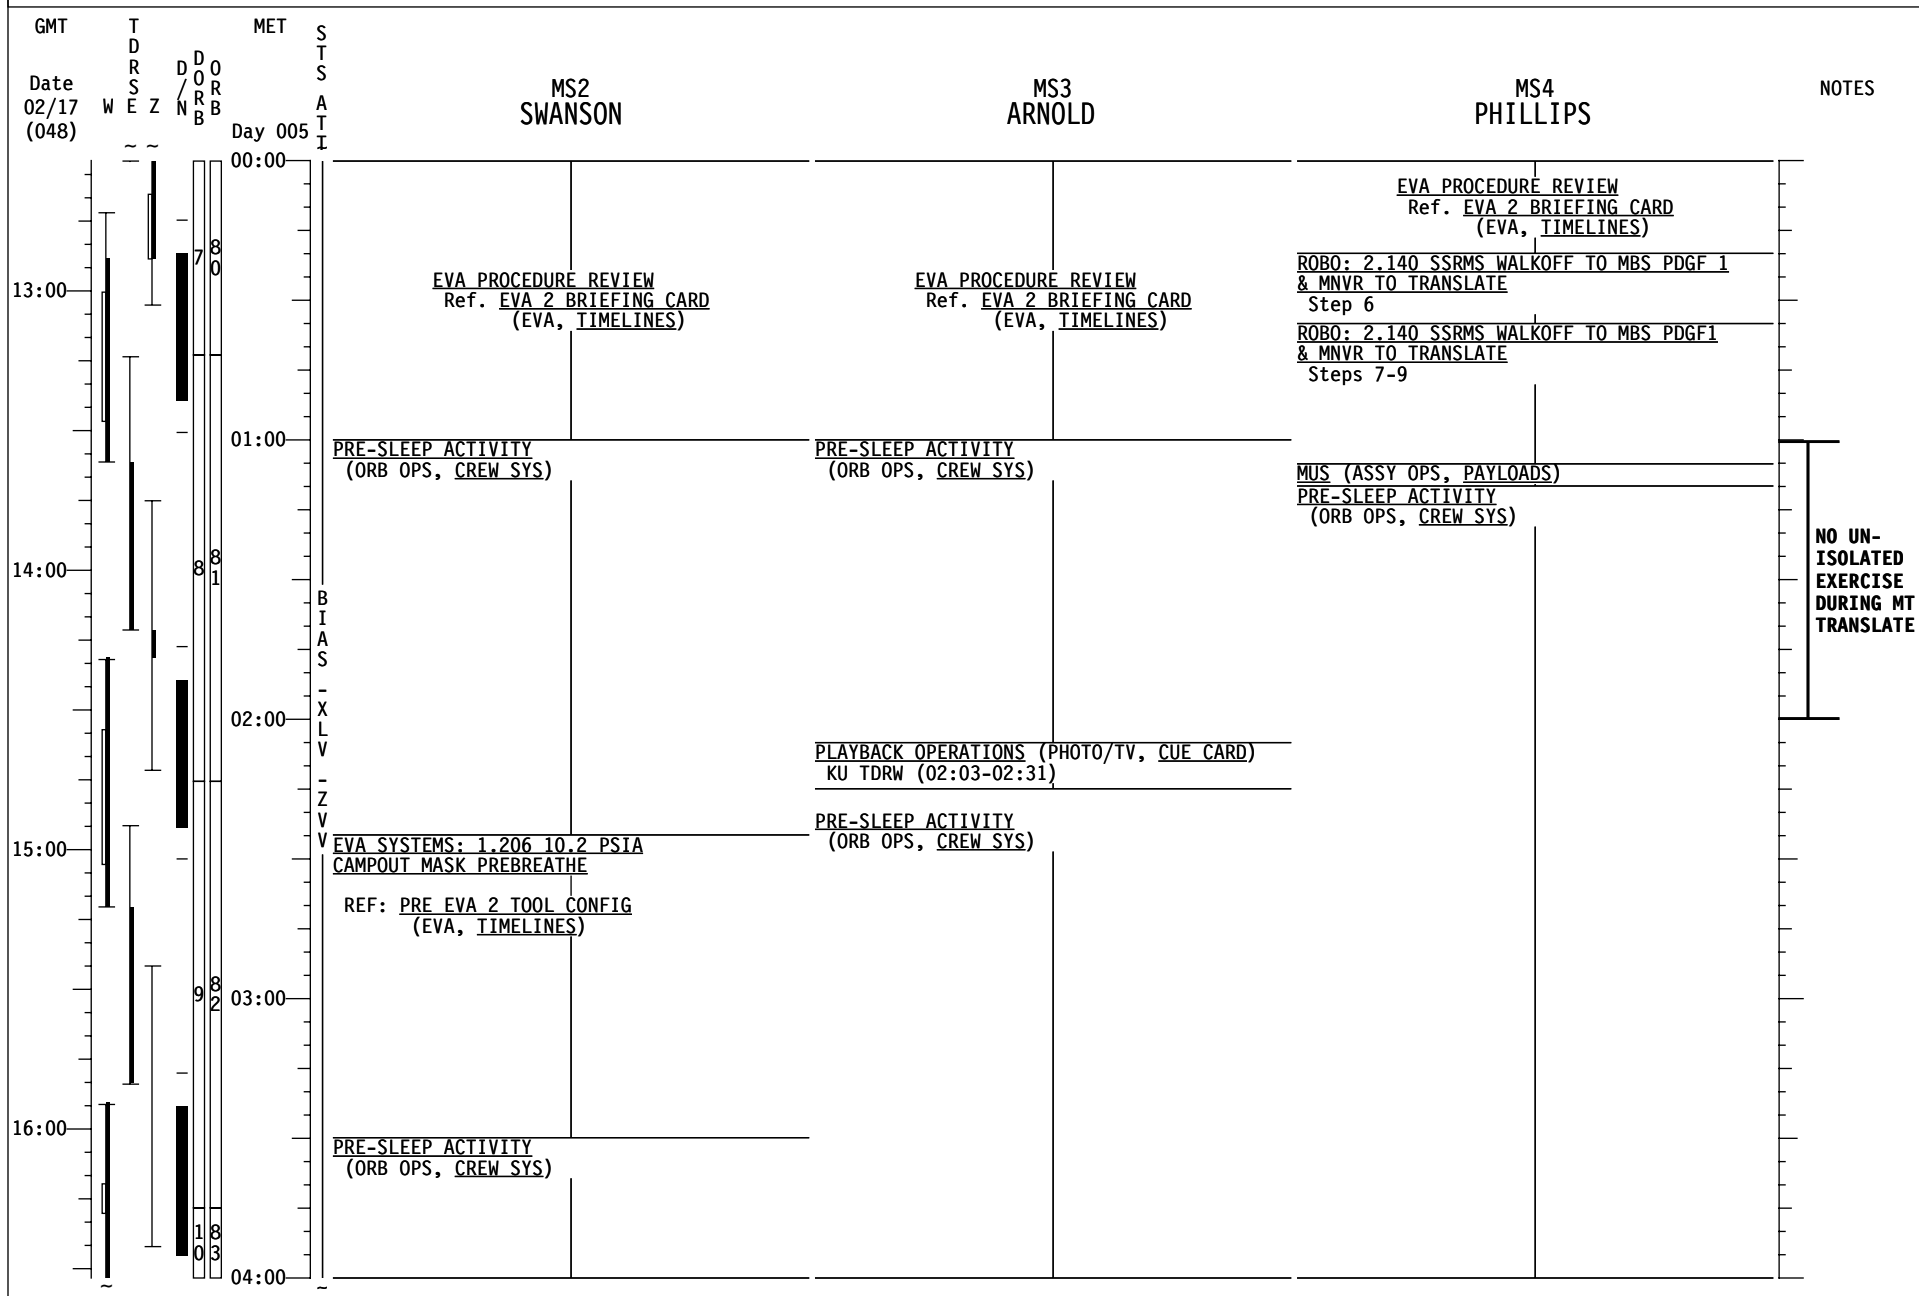 GMT
Date
02/17
(048)
TDRS
W E Z
D/N
DORB
ORB
MET
Day 005
STS ATT
MS2
SWANSON
MS3
ARNOLD
MS4
PHILLIPS
NOTES
~ ~
13:00
14:00
15:00
16:00
7
8
9
10
80
81
82
83
00:00
01:00
02:00
03:00
04:00
BIAS -XLV -ZVV
EVA PROCEDURE REVIEW
Ref. EVA 2 BRIEFING CARD
(EVA, TIMELINES)
PRE-SLEEP ACTIVITY
(ORB OPS, CREW SYS)
EVA SYSTEMS: 1.206 10.2 PSIA
CAMPOUT MASK PREBREATHE
REF: PRE EVA 2 TOOL CONFIG
(EVA, TIMELINES)
PRE-SLEEP ACTIVITY
(ORB OPS, CREW SYS)
EVA PROCEDURE REVIEW
Ref. EVA 2 BRIEFING CARD
(EVA, TIMELINES)
PRE-SLEEP ACTIVITY
(ORB OPS, CREW SYS)
PLAYBACK OPERATIONS (PHOTO/TV, CUE CARD)
KU TDRW (02:03-02:31)
PRE-SLEEP ACTIVITY
(ORB OPS, CREW SYS)
EVA PROCEDURE REVIEW
Ref. EVA 2 BRIEFING CARD
(EVA, TIMELINES)
ROBO: 2.140 SSRMS WALKOFF TO MBS PDGF 1
& MNVR TO TRANSLATE
Step 6
ROBO: 2.140 SSRMS WALKOFF TO MBS PDGF1
& MNVR TO TRANSLATE
Steps 7-9
MUS (ASSY OPS, PAYLOADS)
PRE-SLEEP ACTIVITY
(ORB OPS, CREW SYS)
NO UN-
ISOLATED
EXERCISE
DURING MT
TRANSLATE
~ ~